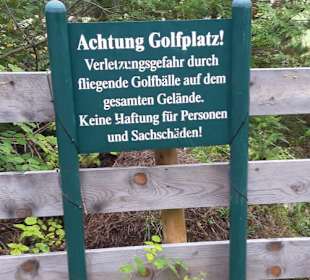 Achtung Golfplatz!
Verletzungsgefahr durch
fliegende Golfbälle auf dem
gesamten Gelände.
Keine Haftung für Personen
und Sachschäden!